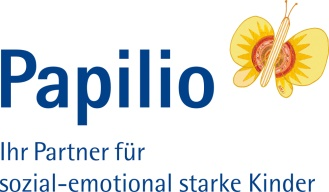 Papilio
Ihr Partner für
sozial-emotional starke Kinder